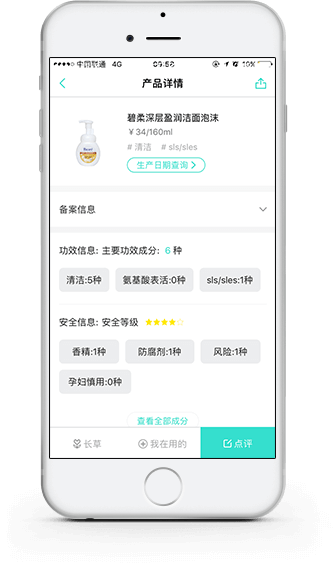 中国联通 4G 09:58 10%
产品详情
碧柔深层盈润洁面泡沫
￥34/160ml
# 清洁 # sls/sles
生产日期查询
备案信息
功效信息: 主要功效成分: 6 种
清洁:5种 氨基酸表活:0种 sls/sles:1种
安全信息: 安全等级
香精:1种 防腐剂:1种 风险:1种
孕妇慎用:0种
查看全部成分
长草 我在用的 点评